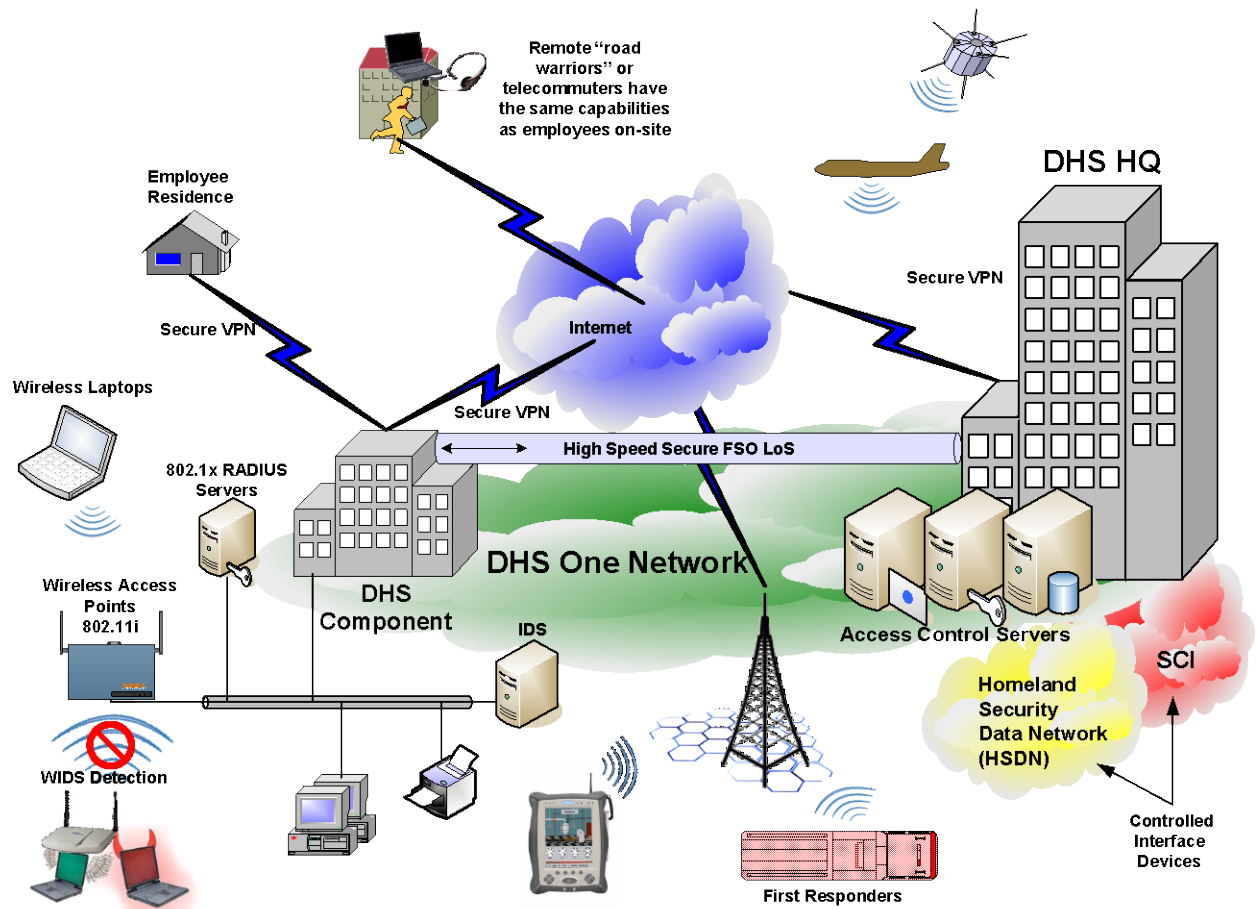 Remote “road
warriors” or
telecommuters have
the same capabilities
as employees on-site
DHS HQ
Employee
Residence
Secure VPN
Secure VPN
Internet
Wireless Laptops
Secure VPN
High Speed Secure FSO LoS
802.1x RADIUS
Servers
DHS One Network
Wireless Access
Points
802.11i
DHS
Component
IDS
Access Control Servers
SCI
Homeland
Security
Data Network
(HSDN)
WIDS Detection
Controlled
Interface
Devices
First Responders